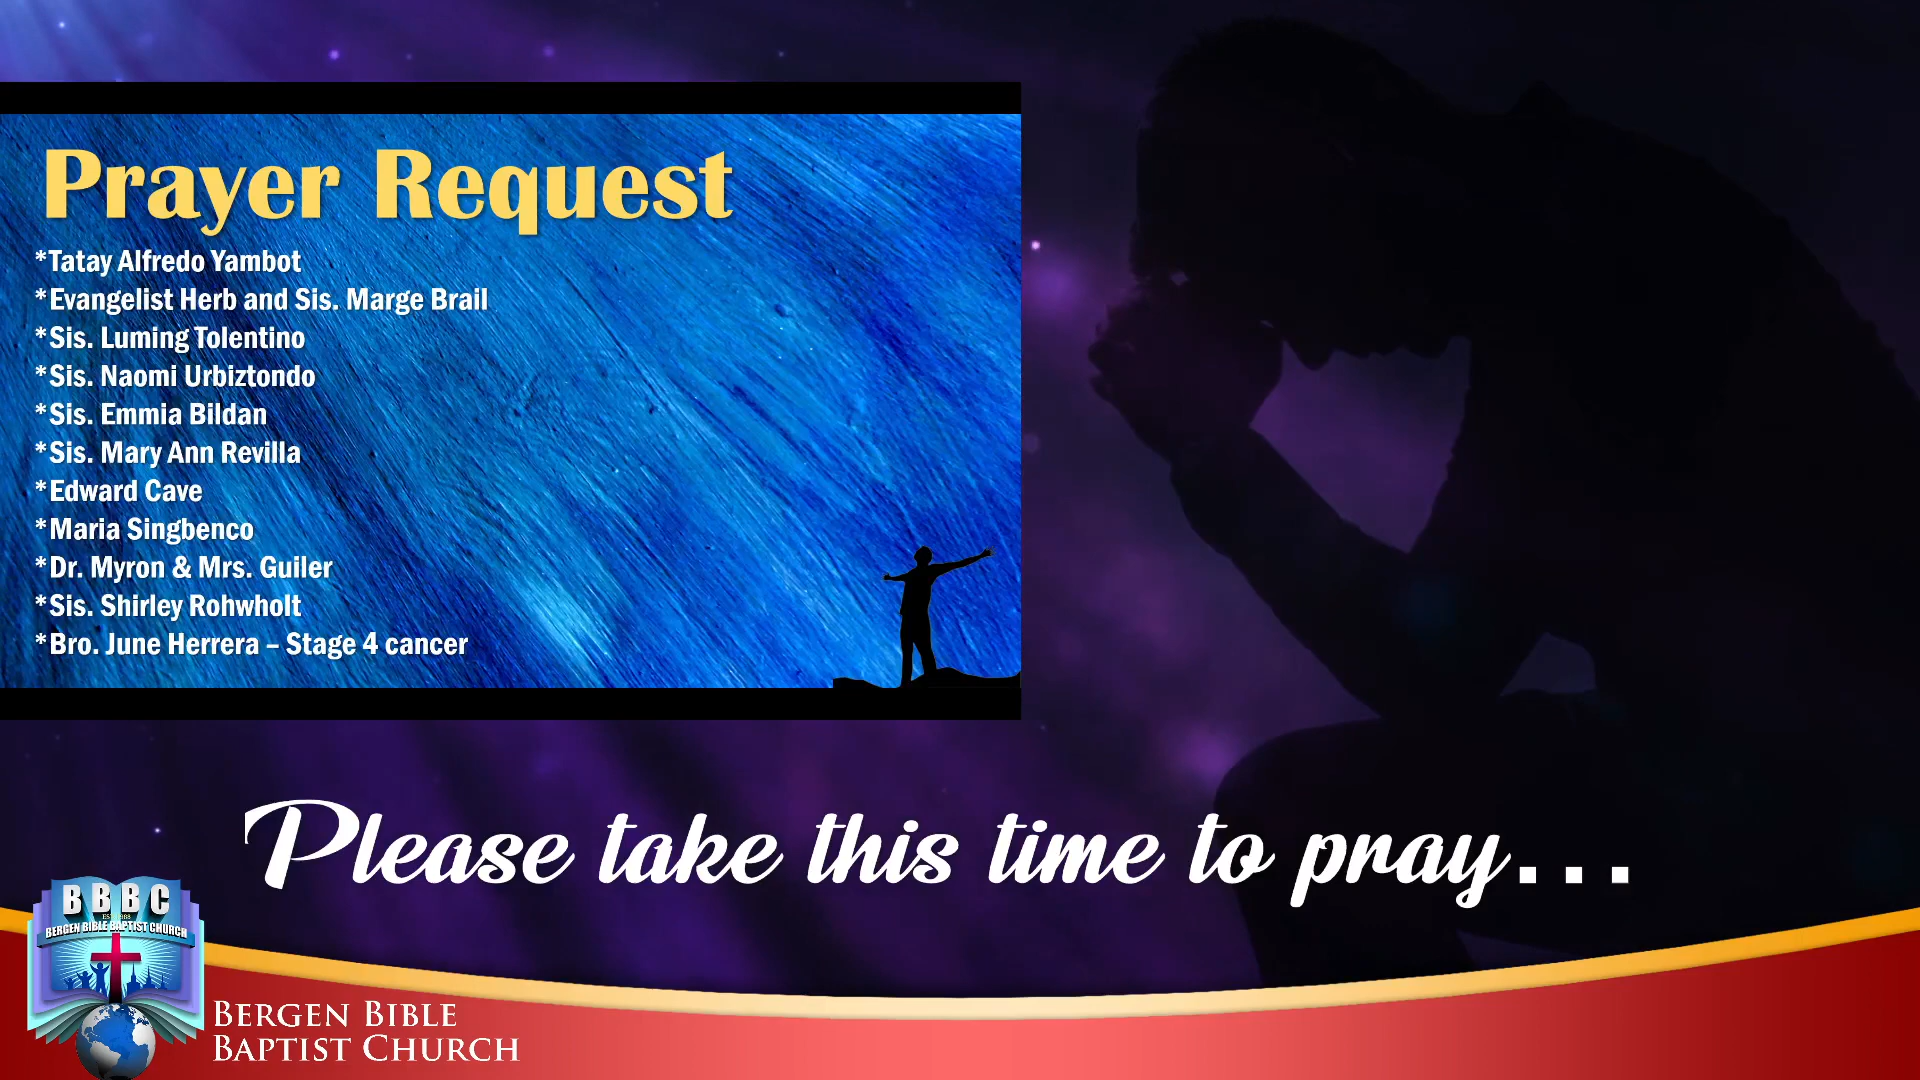 Prayer Request
*Tatay Alfredo Yambot
*Evangelist Herb and Sis. Marge Brail
*Sis. Luming Tolentino
*Sis. Naomi Urbiztondo
*Sis. Emmia Bildan
*Sis. Mary Ann Revilla
*Edward Cave
*Maria Singbenco
*Dr. Myron & Mrs. Guiler
*Sis. Shirley Rohwholt
*Bro. June Herrera – Stage 4 cancer
Please take this time to pray...
BBBC
BERGEN BIBLE BAPTIST CHURCH
BERGEN BIBLE
BAPTIST CHURCH